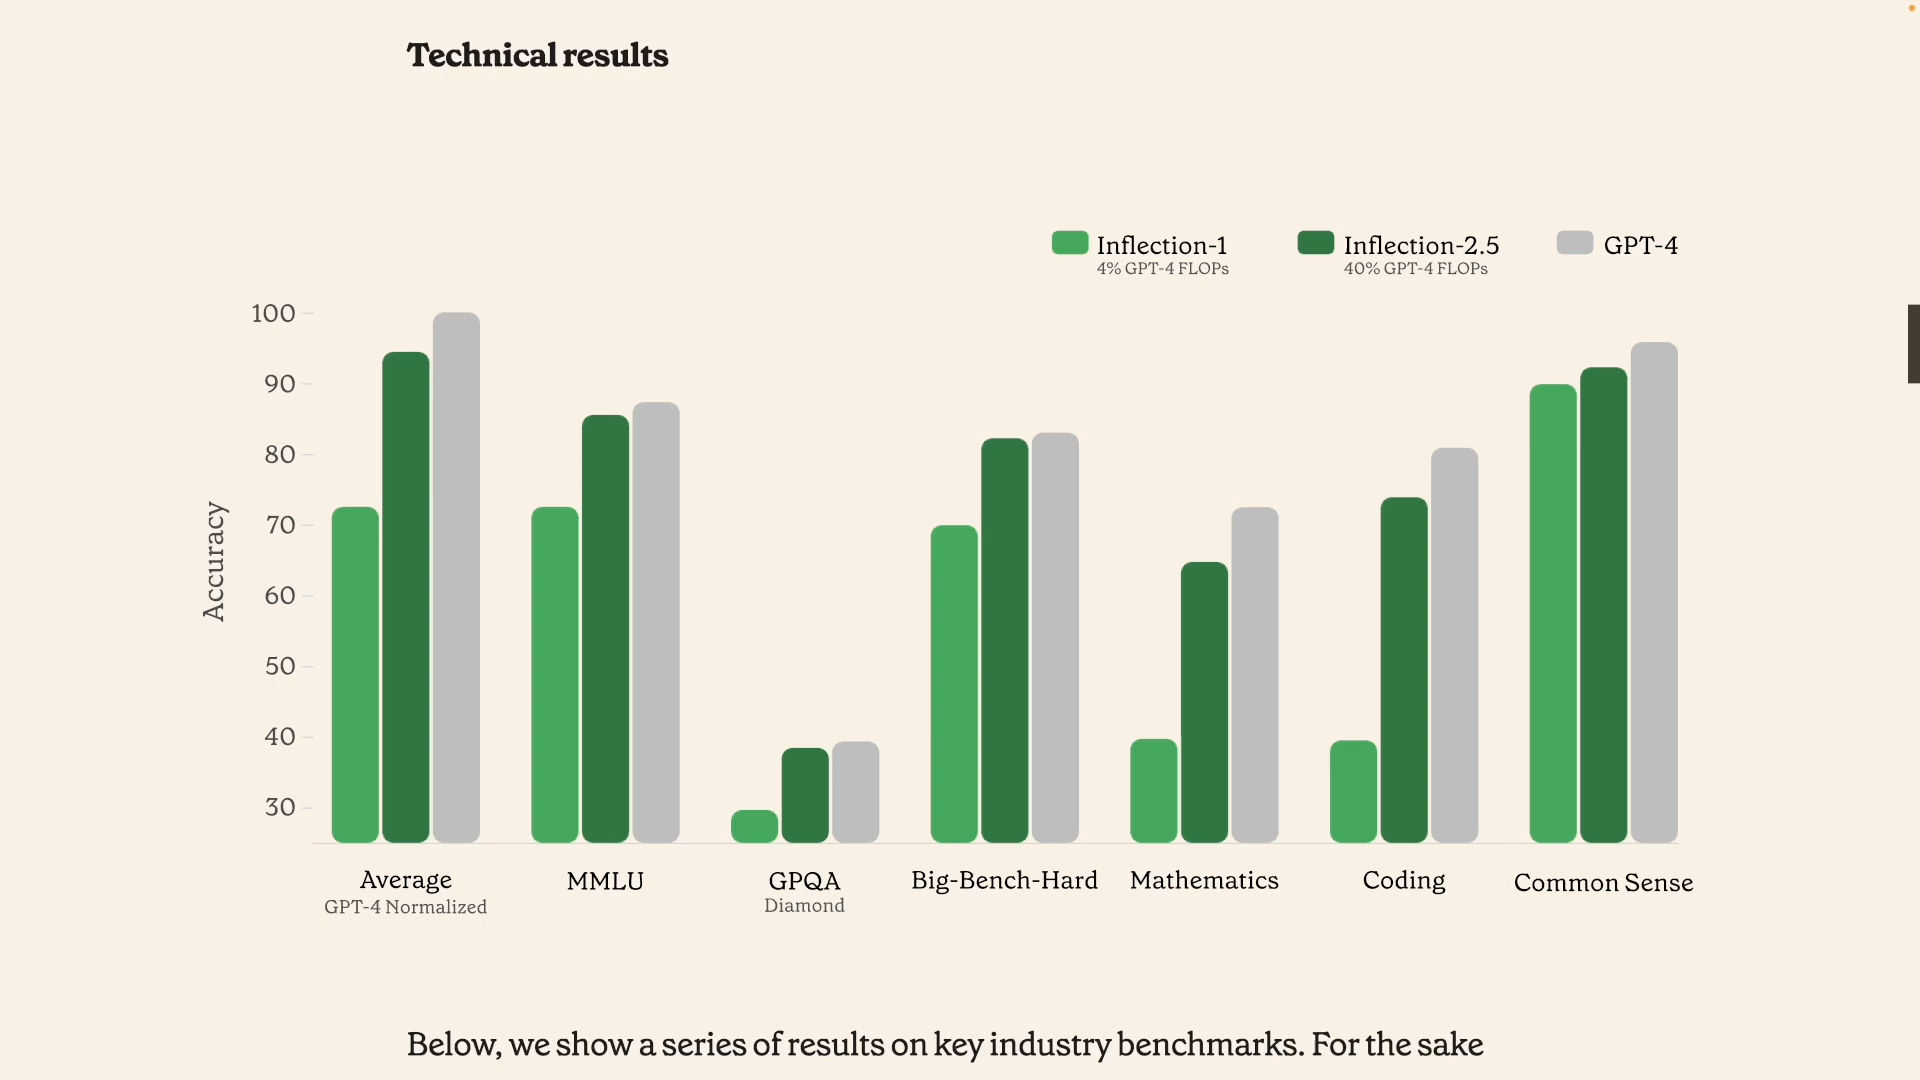 Technical results
Inflection-1
4% GPT-4 FLOPs
Inflection-2.5
40% GPT-4 FLOPs
GPT-4
100
90
80
70
60
50
40
30
Accuracy
Average
GPT-4 Normalized
MMLU
GPQA
Diamond
Big-Bench-Hard
Mathematics
Coding
Common Sense
Below, we show a series of results on key industry benchmarks. For the sake